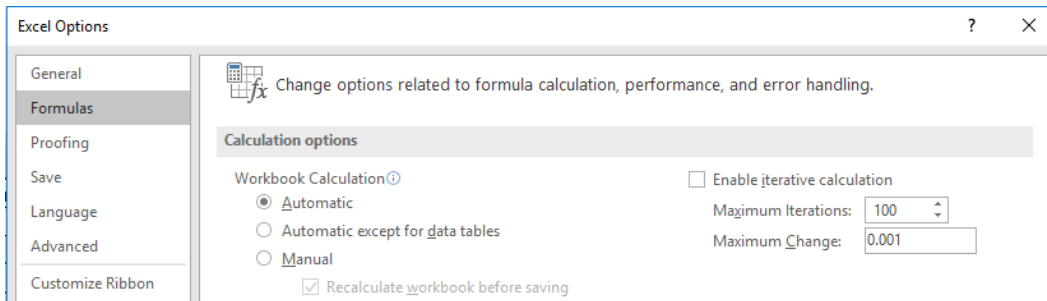 Excel Options
?
General
Formulas
Proofing
Save
Language
Advanced
Customize Ribbon
Change options related to formula calculation, performance, and error handling.
Calculation options
Workbook Calculation
Automatic
Automatic except for data tables
Manual
Recalculate workbook before saving
Enable iterative calculation
Maximum Iterations: 100
Maximum Change: 0.001